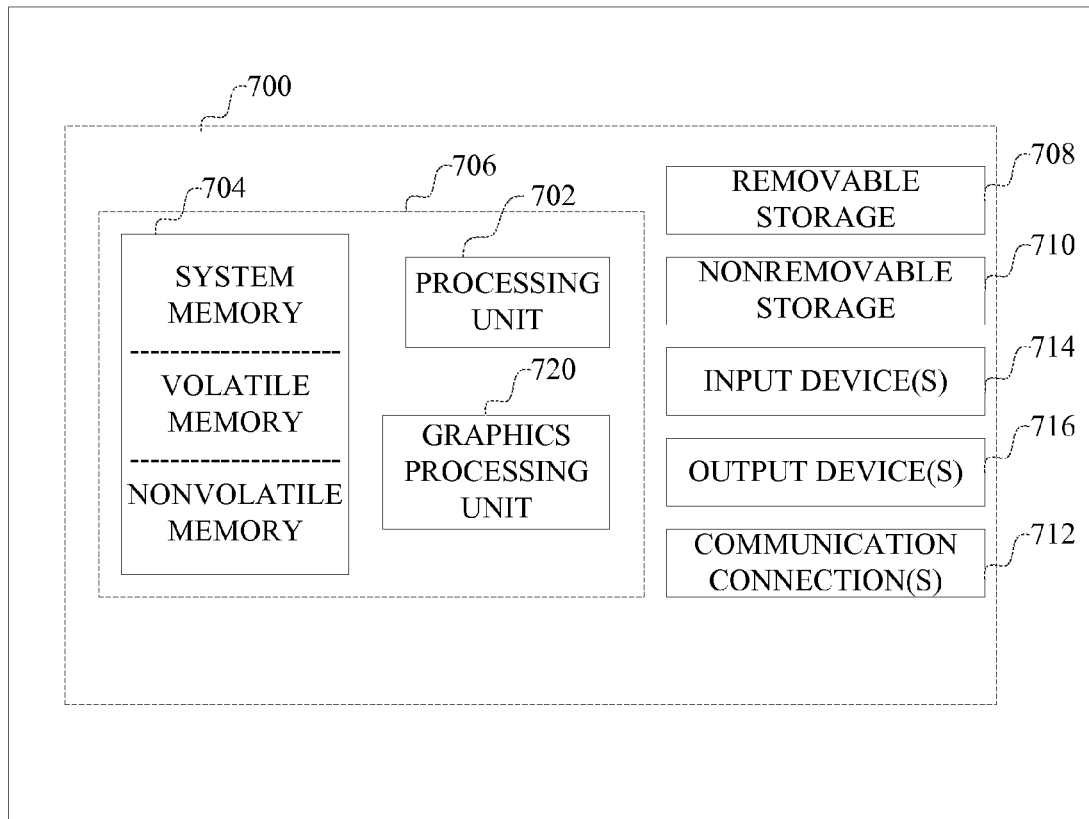 700
706
708
704
702
REMOVABLE
STORAGE
710
SYSTEM
MEMORY
PROCESSING
UNIT
NONREMOVABLE
STORAGE
714
720
INPUT DEVICE(S)
VOLATILE
MEMORY
716
GRAPHICS
PROCESSING
UNIT
OUTPUT DEVICE(S)
NONVOLATILE
MEMORY
712
COMMUNICATION
CONNECTION(S)